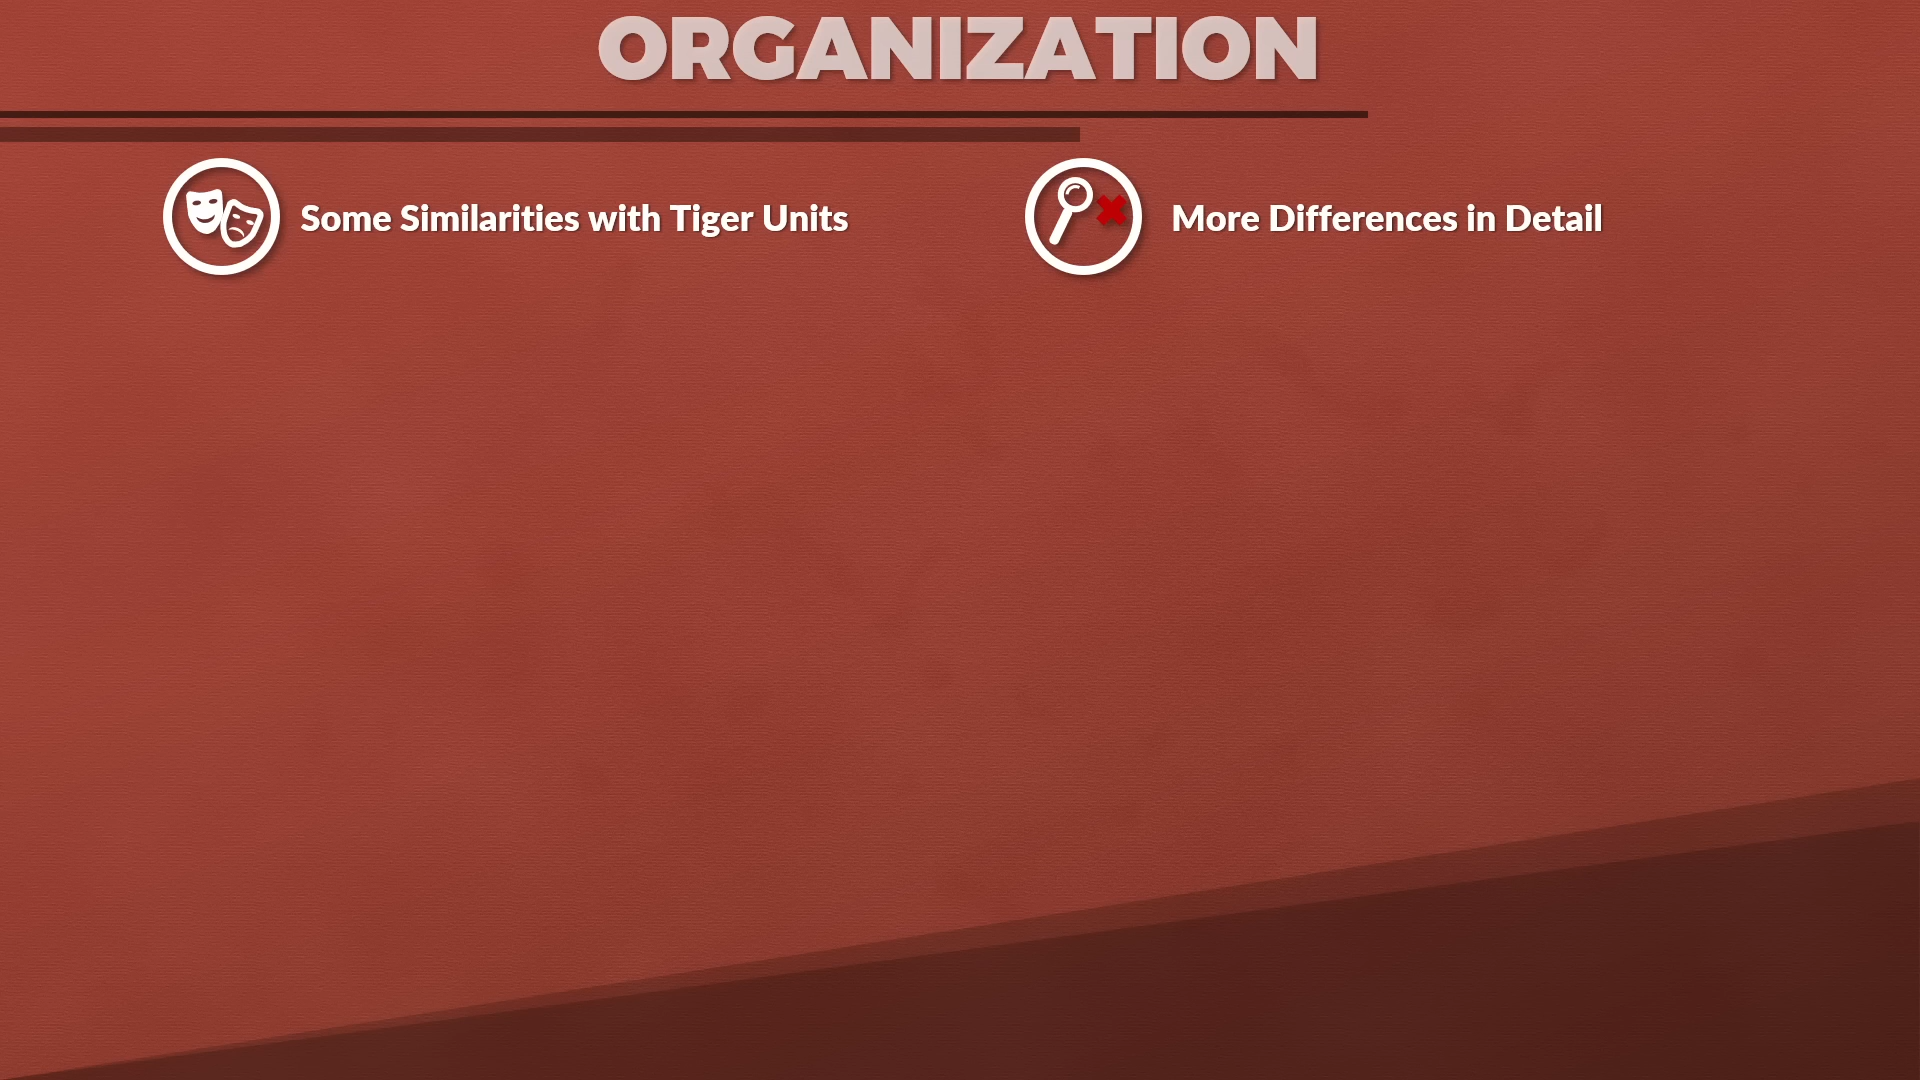 ORGANIZATION
Some Similarities with Tiger Units
More Differences in Detail